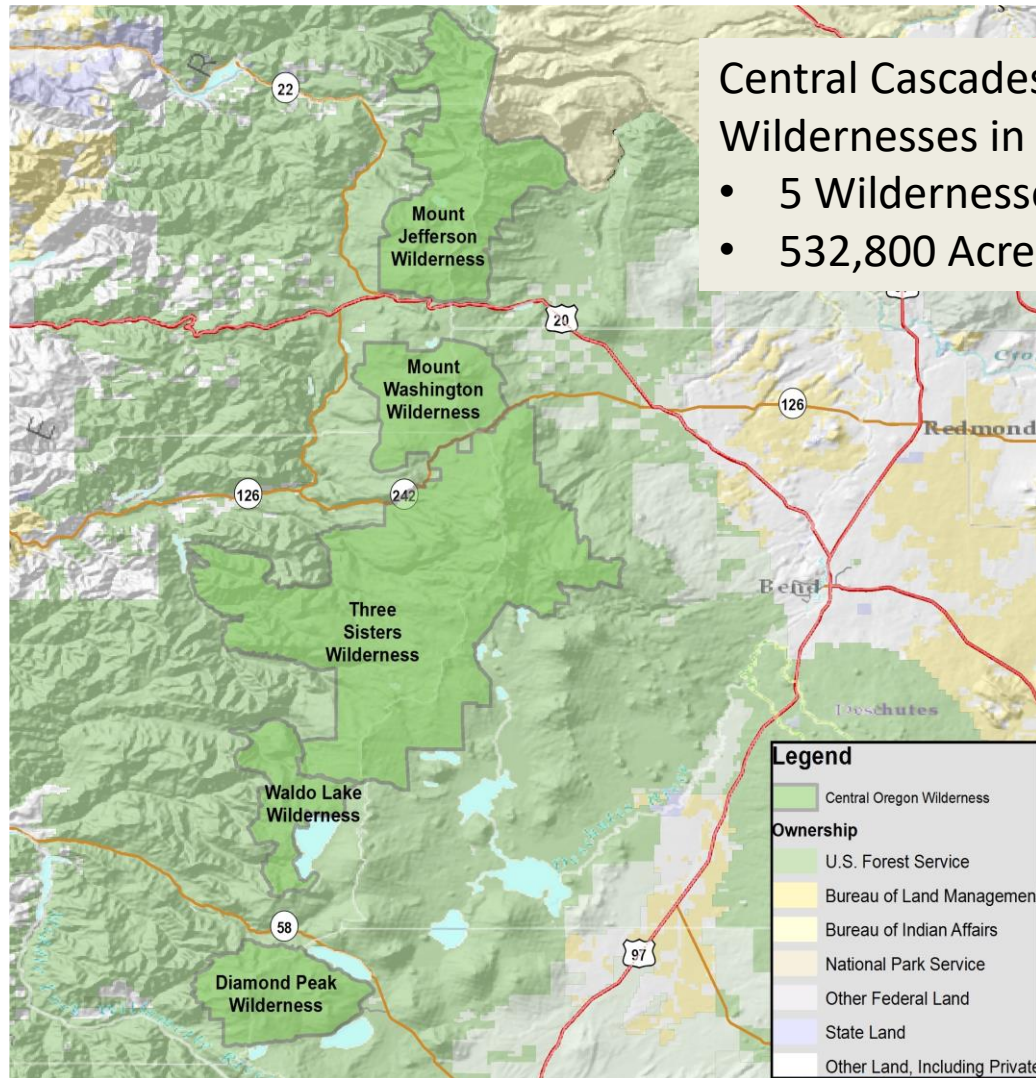 Central Cascades
Wildernesses in
• 5 Wildernesse
• 532,800 Acre
R
22
Mount
Jefferson
Wilderness
20
Mount
Washington
Wilderness
126
Redmond
E
126
242
Bend
Three
Sisters
Wilderness
Deschutes
Waldo Lake
Wilderness
58
97
Diamond Peak
Wilderness
Legend
Central Oregon Wilderness
Ownership
U.S. Forest Service
Bureau of Land Managemen
Bureau of Indian Affairs
National Park Service
Other Federal Land
State Land
Other Land, Including Private